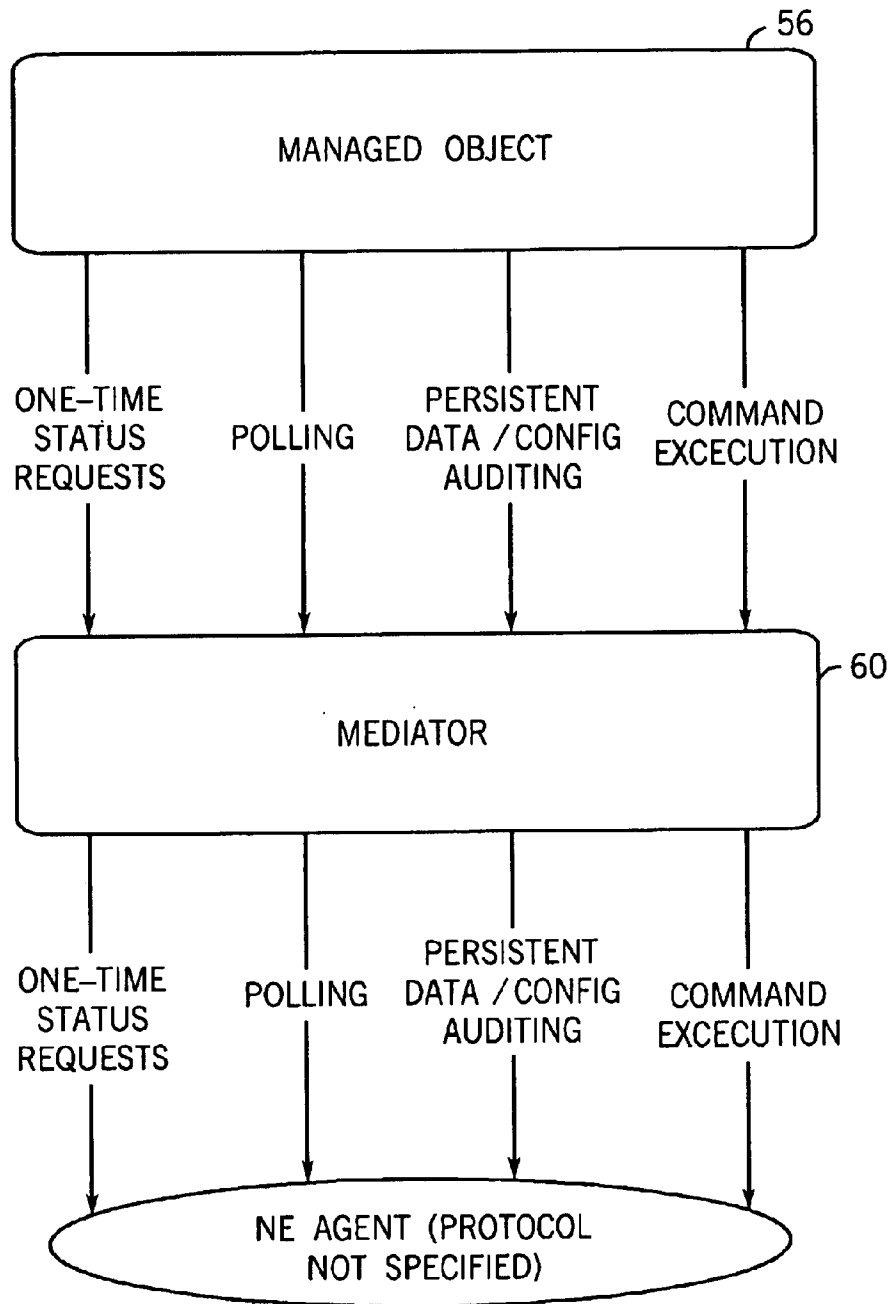 56
MANAGED OBJECT
ONE–TIME
STATUS
REQUESTS
POLLING
PERSISTENT
DATA / CONFIG
AUDITING
COMMAND
EXCECUTION
60
MEDIATOR
ONE–TIME
STATUS
REQUESTS
POLLING
PERSISTENT
DATA / CONFIG
AUDITING
COMMAND
EXCECUTION
NE AGENT (PROTOCOL
NOT SPECIFIED)